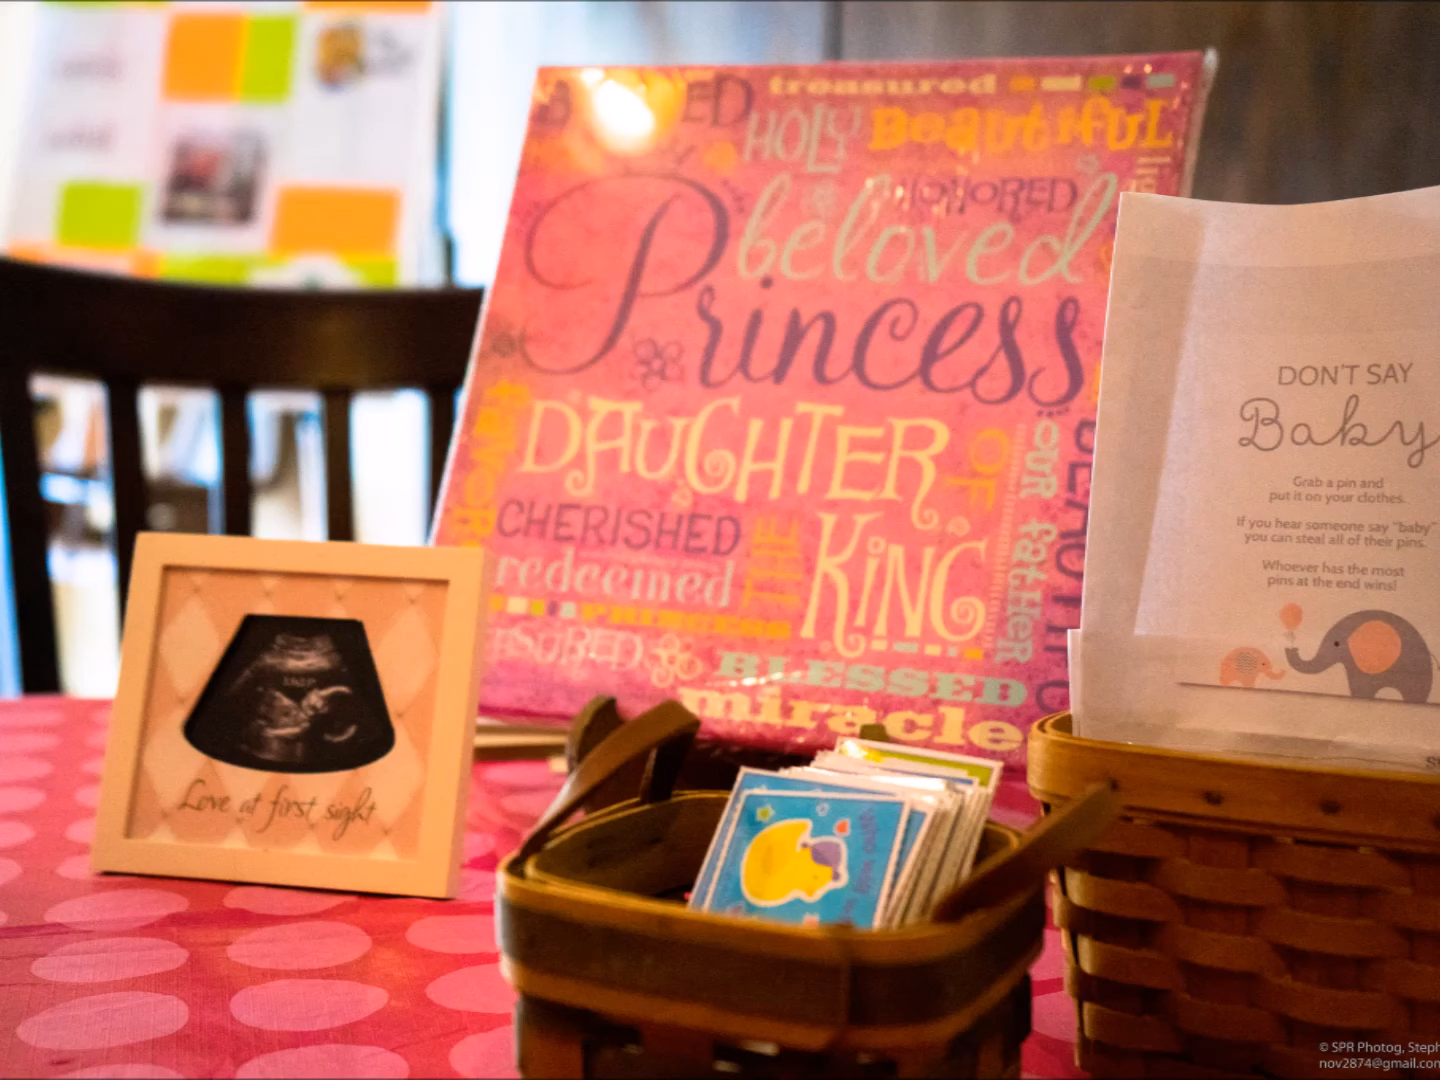 treasured
HOLY
Beautiful
HONORED
beloved
Princess
DAUGHTER
OF
THE
KING
CHERISHED
redeemed
PRINCESS
OUR FATHER
BLESSED
miracle
Love at first sight
DON'T SAY
Baby
Grab a pin and
put it on your clothes.
If you hear someone say "baby"
you can steal all of their pins.
Whoever has the most
pins at the end wins!
© SPR Photog, Steph
nov2874@gmail.com